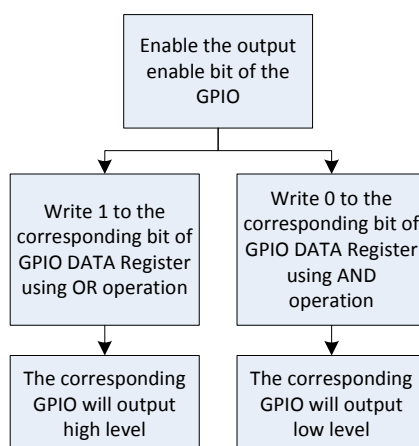 Enable the output
enable bit of the
GPIO
Write 1 to the
corresponding bit of
GPIO DATA Register
using OR operation
Write 0 to the
corresponding bit of
GPIO DATA Register
using AND
operation
The corresponding
GPIO will output
high level
The corresponding
GPIO will output
low level